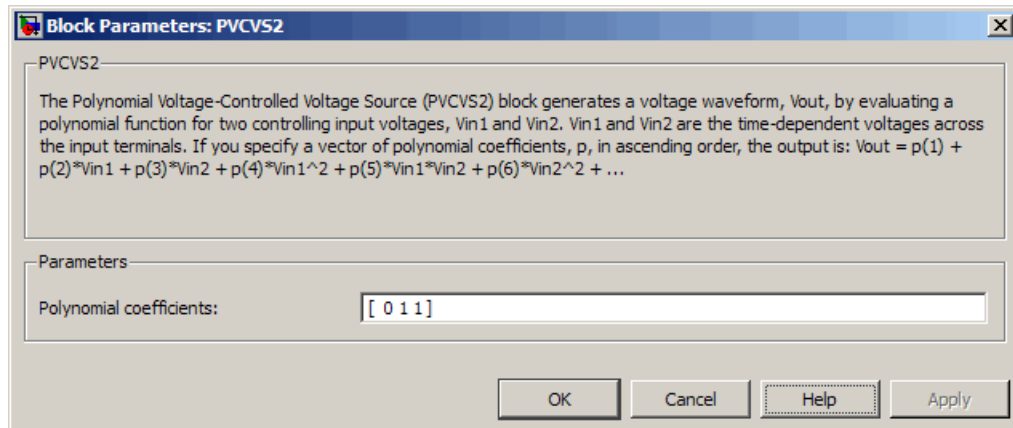 Block Parameters: PVCVS2
PVCVS2
The Polynomial Voltage-Controlled Voltage Source (PVCVS2) block generates a voltage waveform, Vout, by evaluating a
polynomial function for two controlling input voltages, Vin1 and Vin2. Vin1 and Vin2 are the time-dependent voltages across
the input terminals. If you specify a vector of polynomial coefficients, p, in ascending order, the output is: Vout = p(1) +
p(2)*Vin1 + p(3)*Vin2 + p(4)*Vin1^2 + p(5)*Vin1*Vin2 + p(6)*Vin2^2 + ...
Parameters
Polynomial coefficients: [ 0 1 1]
OK Cancel Help Apply